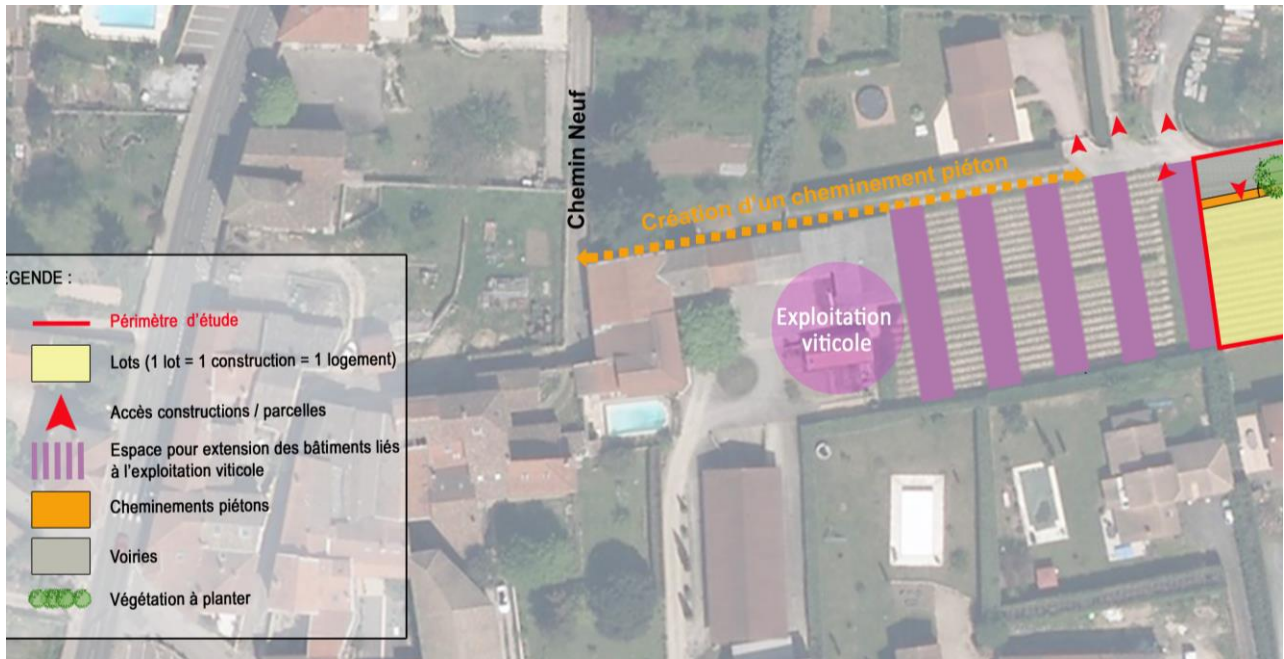 Chemin Neuf
Création d'un cheminement piéton
Exploitation
viticole
EGENDE :
Périmètre d'étude
Lots (1 lot = 1 construction = 1 logement)
Accès constructions / parcelles
Espace pour extension des bâtiments liés
à l'exploitation viticole
Cheminements piétons
Voiries
Végétation à planter